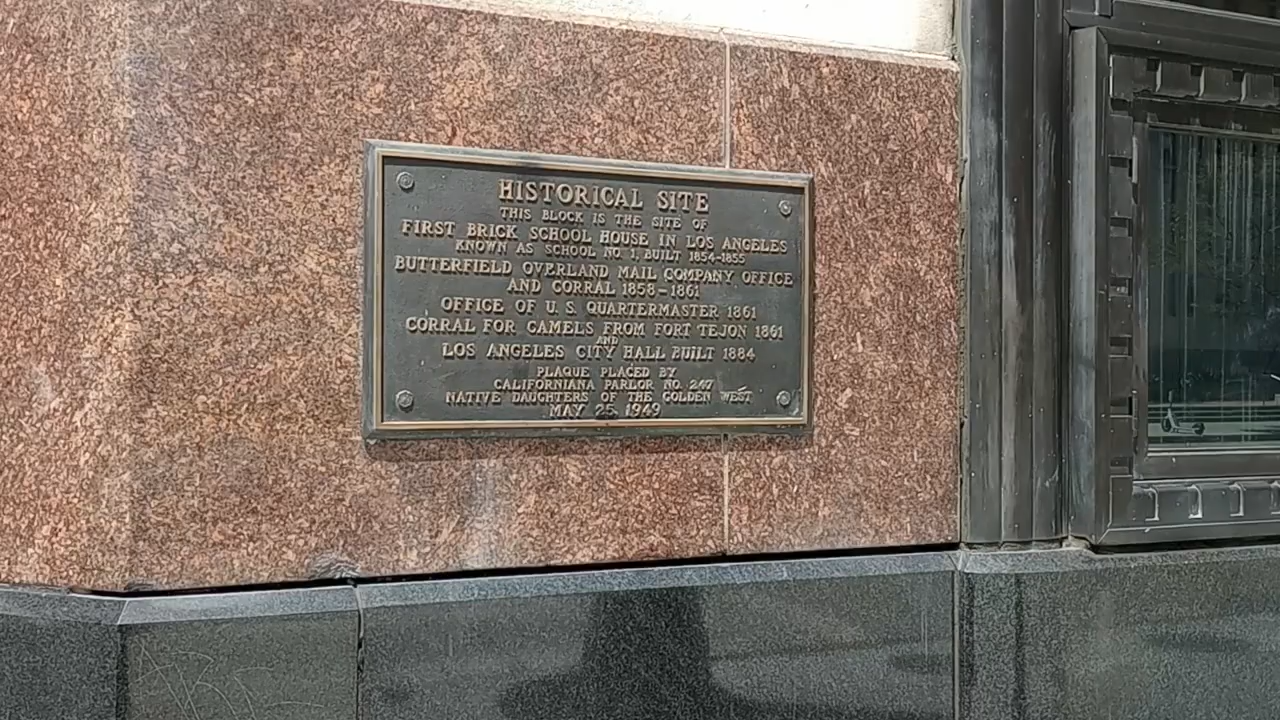 HISTORICAL SITE
THIS BLOCK IS THE SITE OF
FIRST BRICK SCHOOL HOUSE IN LOS ANGELES
KNOWN AS SCHOOL NO. 1, BUILT 1854-1855
BUTTERFIELD OVERLAND MAIL COMPANY OFFICE
AND CORRAL 1858-1861
OFFICE OF U.S. QUARTERMASTER 1861
CORRAL FOR CAMELS FROM FORT TEJON 1861
AND
LOS ANGELES CITY HALL BUILT 1884
PLAQUE PLACED BY
CALIFORNIANA PARLOR NO. 247
NATIVE DAUGHTERS OF THE GOLDEN WEST
MAY 25, 1949